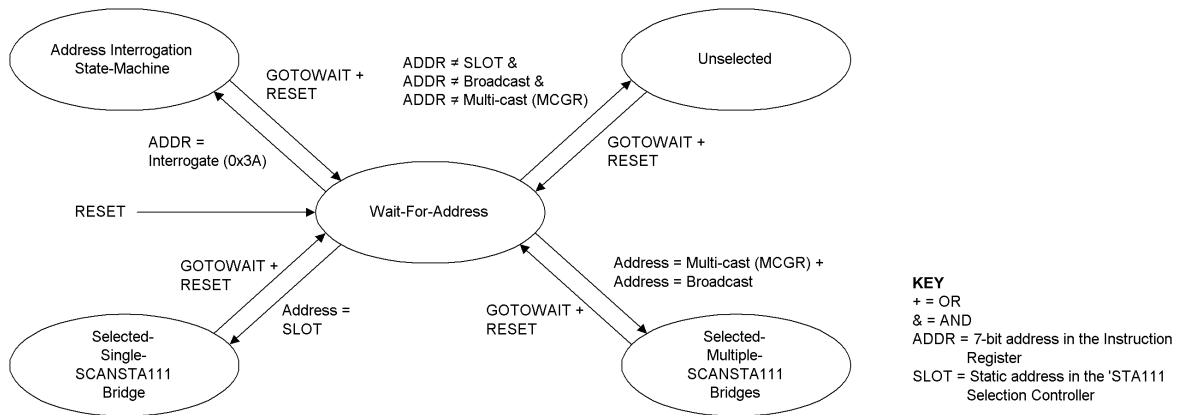 Address Interrogation
State-Machine
GOTOWAIT +
RESET
ADDR =
Interrogate (0x3A)
ADDR ≠ SLOT &
ADDR ≠ Broadcast &
ADDR ≠ Multi-cast (MCGR)
Unselected
GOTOWAIT +
RESET
RESET
Wait-For-Address
GOTOWAIT +
RESET
Address =
SLOT
Selected-
Single-
SCANSTA111
Bridge
Address = Multi-cast (MCGR) +
Address = Broadcast
GOTOWAIT +
RESET
Selected-
Multiple-
SCANSTA111
Bridges
KEY
+ = OR
& = AND
ADDR = 7-bit address in the Instruction
Register
SLOT = Static address in the 'STA111
Selection Controller